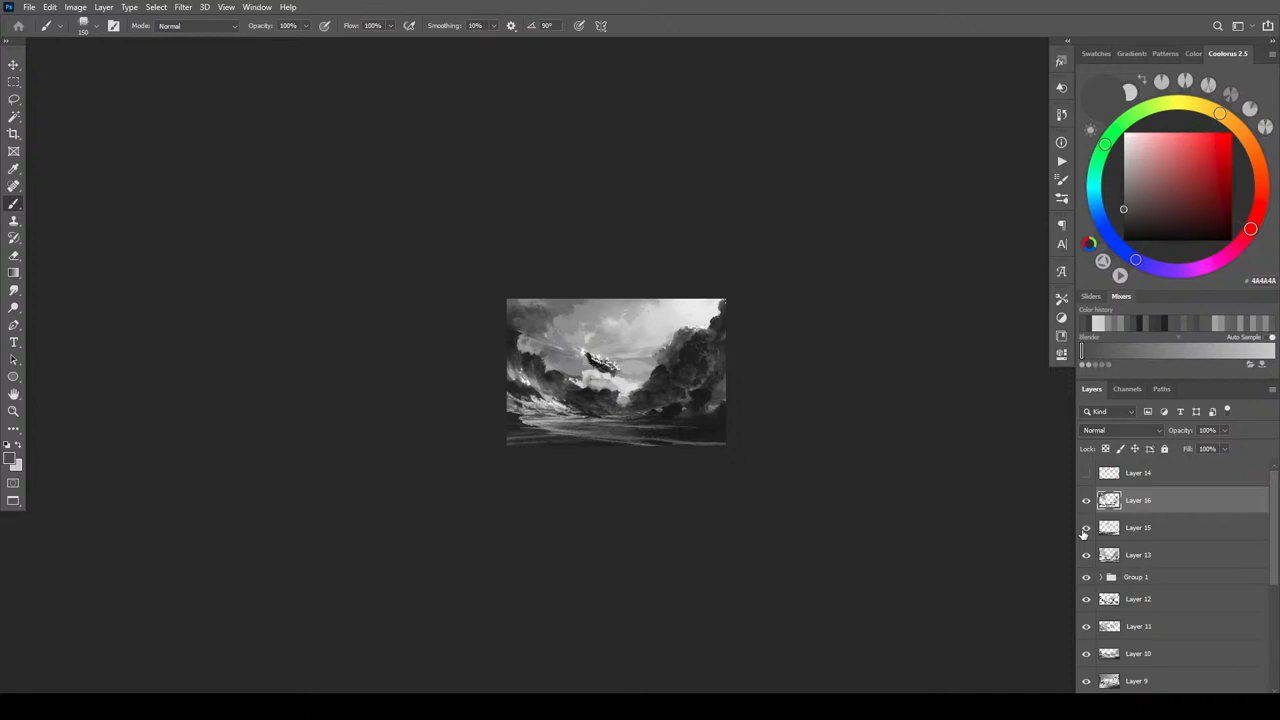 Ps File Edit Image Layer Type Select Filter 3D View Window Help
150 Mode: Normal Opacity: 100% Flow: 100% Smoothing: 10% 90°
Swatches Gradients Patterns Color Coolorus 2.5
# 4A4A4A
Sliders Mixers
Color history
Blender Auto Sample
Layers Channels Paths
Kind
Normal Opacity: 100%
Lock: Fill: 100%
Layer 14
Layer 16
Layer 15
Layer 13
Group 1
Layer 12
Layer 11
Layer 10
Layer 9